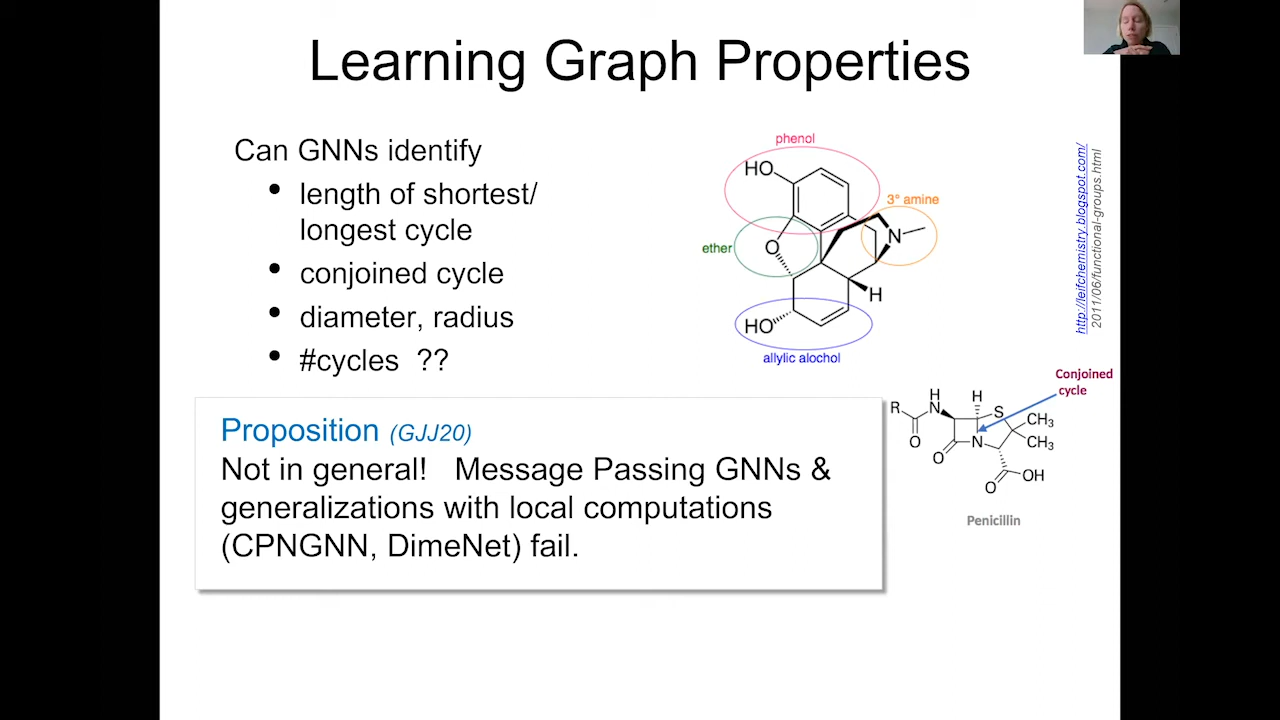 Learning Graph Properties
Can GNNs identify
• length of shortest/
longest cycle
• conjoined cycle
• diameter, radius
• #cycles ??
phenol
HO
3° amine
ether
O
N
H
HO
allylic alochol
http://leifchemistry.blogspot.com/
2011/06/functional-groups.html
Proposition (GJJ20)
Not in general! Message Passing GNNs &
generalizations with local computations
(CPNGNN, DimeNet) fail.
Conjoined
cycle
H
H
R
N
S
CH3
O
N
CH3
O
OH
O
Penicillin